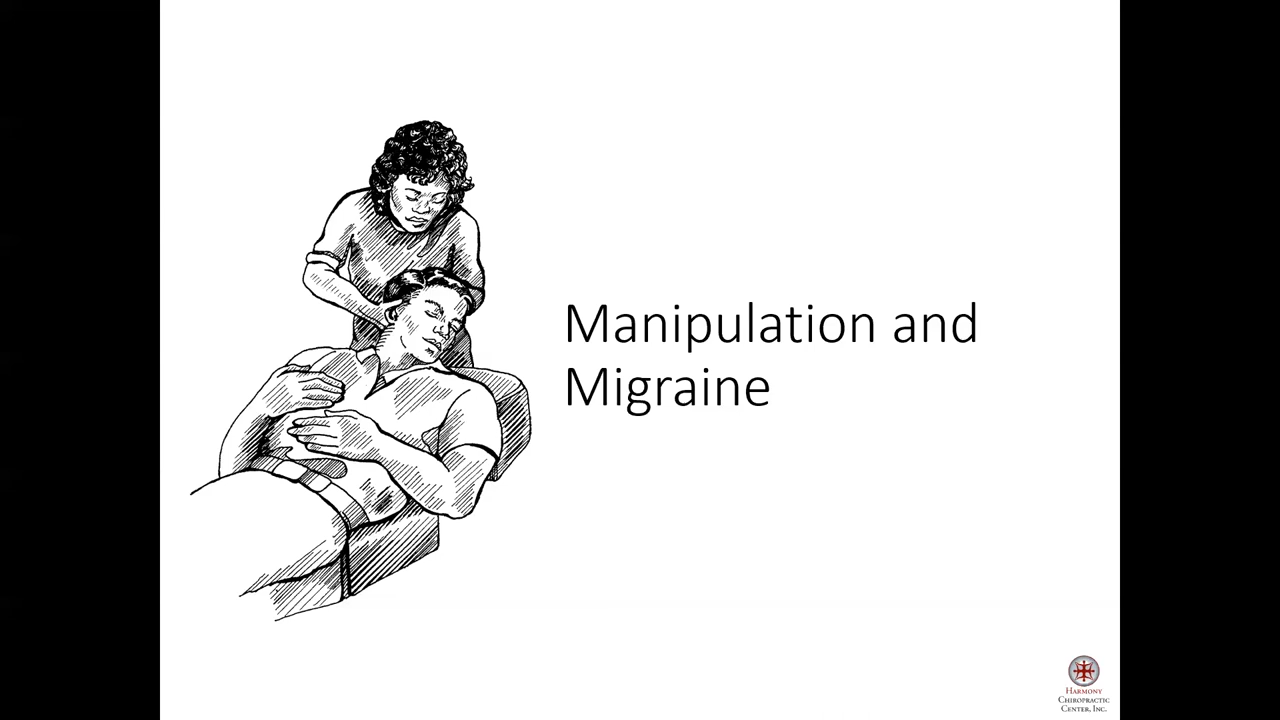 Manipulation and
Migraine
HARMONY
CHIROPRACTIC
CENTER, INC.